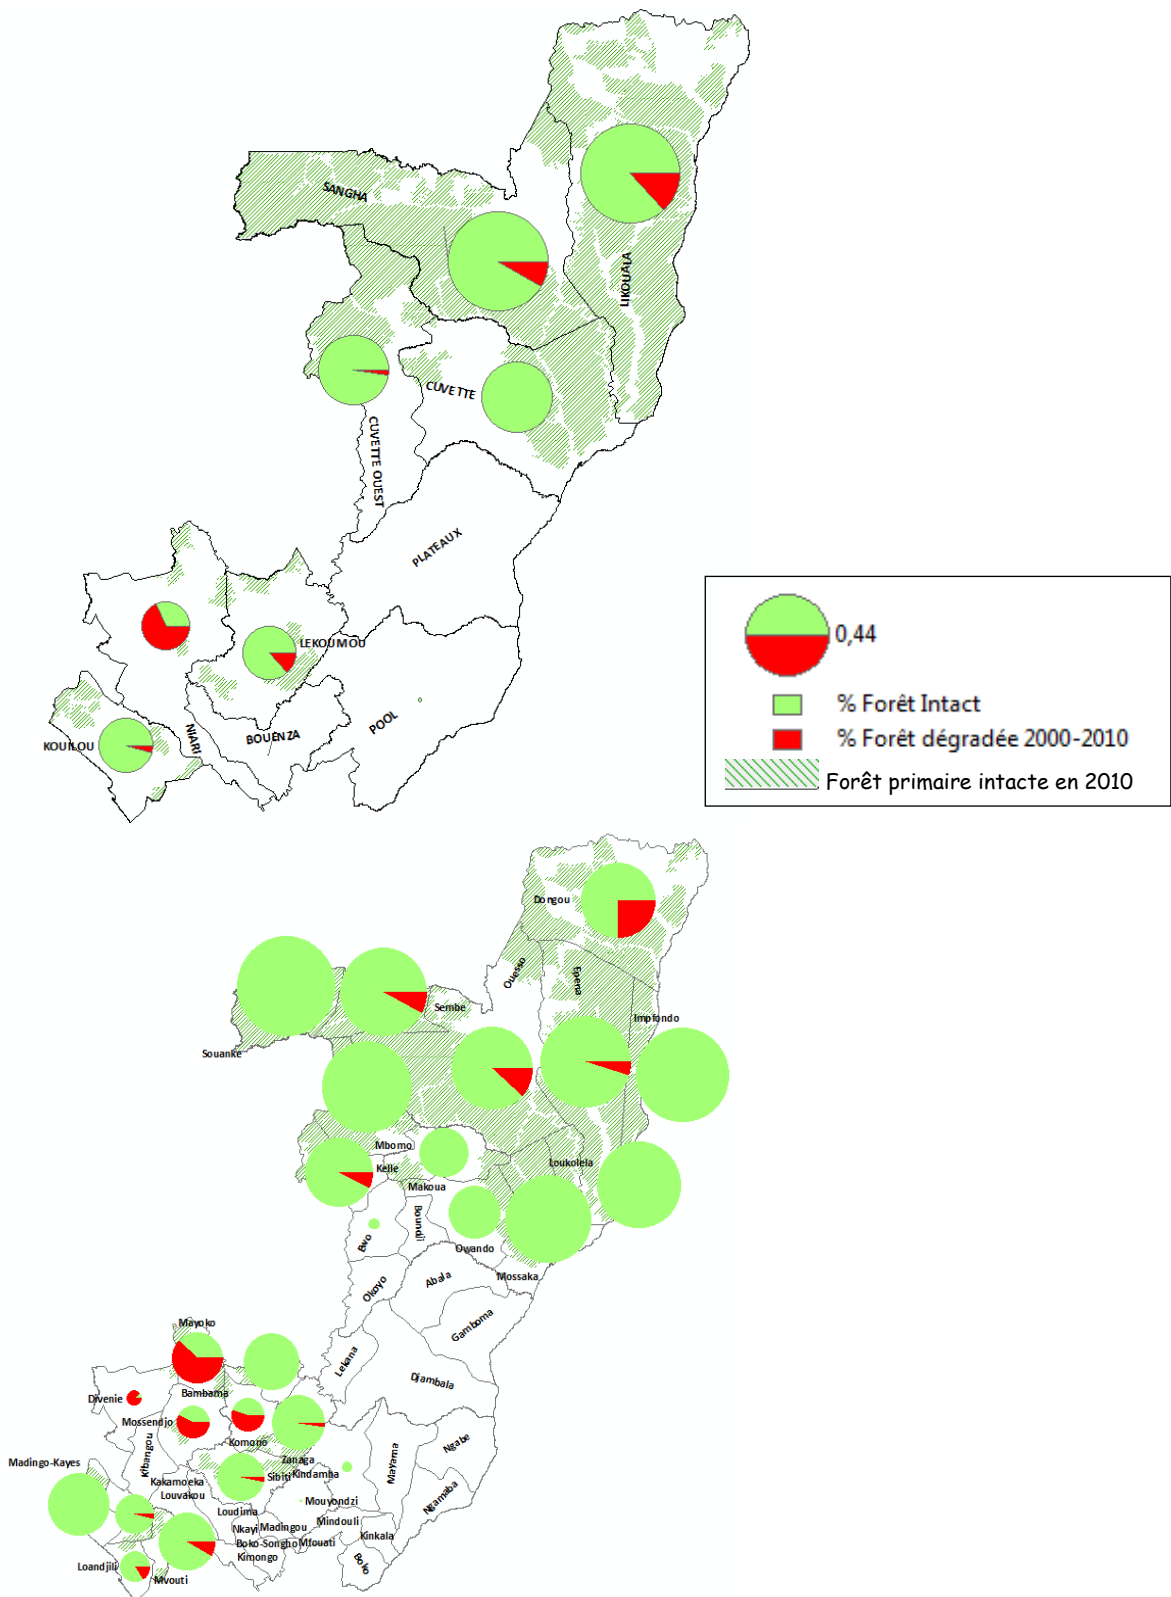 SANGHA
LIKOUALA
CUVETTE
CUVETTE OUEST
PLATEAUX
LEKOUMOU
POOL
KOUILOU
NIARI
BOUENZA
0,44
% Forêt Intact
% Forêt dégradée 2000-2010
Forêt primaire intacte en 2010
Dongou
Ouesso
Epena
Sembe
Impfondo
Souanke
Mbomo
Kelle
Loukolela
Makoua
Boundji
Ewo
Owando
Mossaka
Okoyo
Abala
Gamboma
Mayoko
Lekana
Djambala
Divenie
Bambama
Mossendjo
Komono
Kibangou
Zanaga
Mayama
Ngabe
Madingo-Kayes
Sibiti
Kindamba
Kakamoeka
Louvakou
Mouyondzi
Ngamaba
Loudima
Mindouli
Nkayi
Madingou
Kinkala
Boko-Songho
Mfouati
Kimongo
Boko
Loandjili
Mvouti